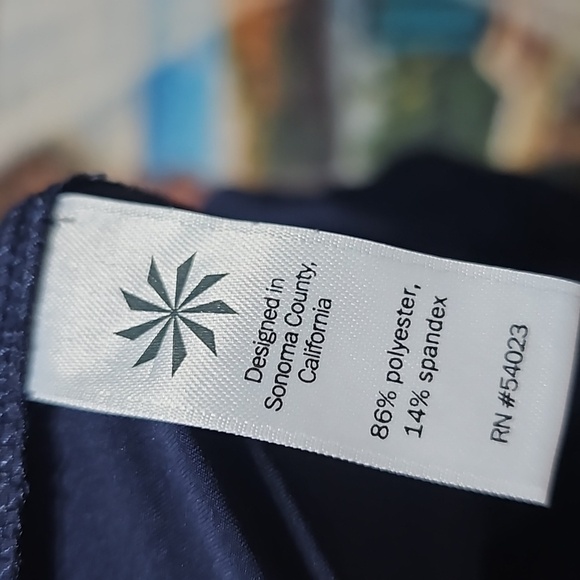 Designed in
Sonoma County,
California
86% polyester,
14% spandex
RN #54023